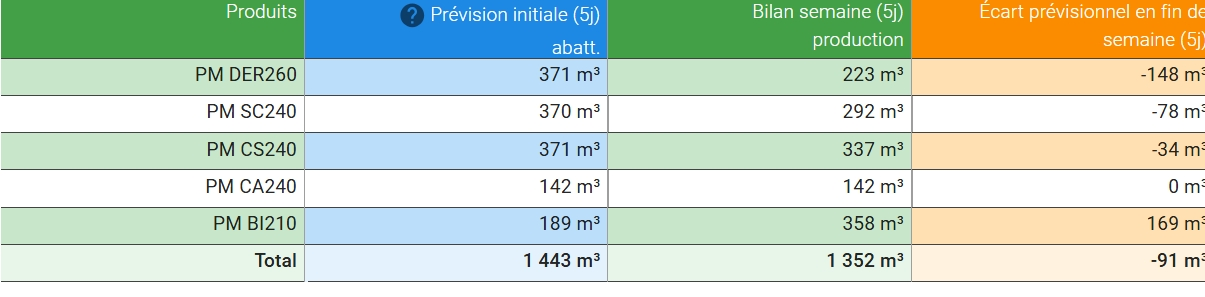 Produits ? Prévision initiale (5j) abatt. Bilan semaine (5j) production Écart prévisionnel en fin de semaine (5j)
PM DER260 371 m³ 223 m³ -148 m³
PM SC240 370 m³ 292 m³ -78 m³
PM CS240 371 m³ 337 m³ -34 m³
PM CA240 142 m³ 142 m³ 0 m³
PM BI210 189 m³ 358 m³ 169 m³
Total 1 443 m³ 1 352 m³ -91 m³